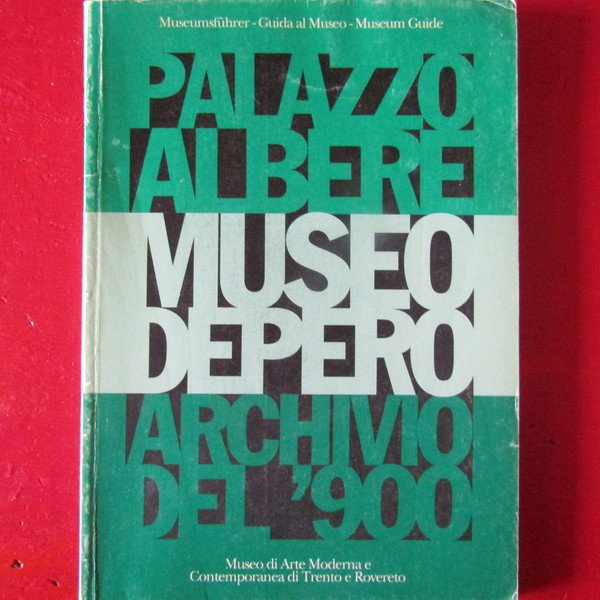 Museumsführer - Guida al Museo - Museum Guide
PALAZZO
ALBERE
MUSEO
DEPERO
ARCHIVIO
DEL '900
Museo di Arte Moderna e
Contemporanea di Trento e Rovereto